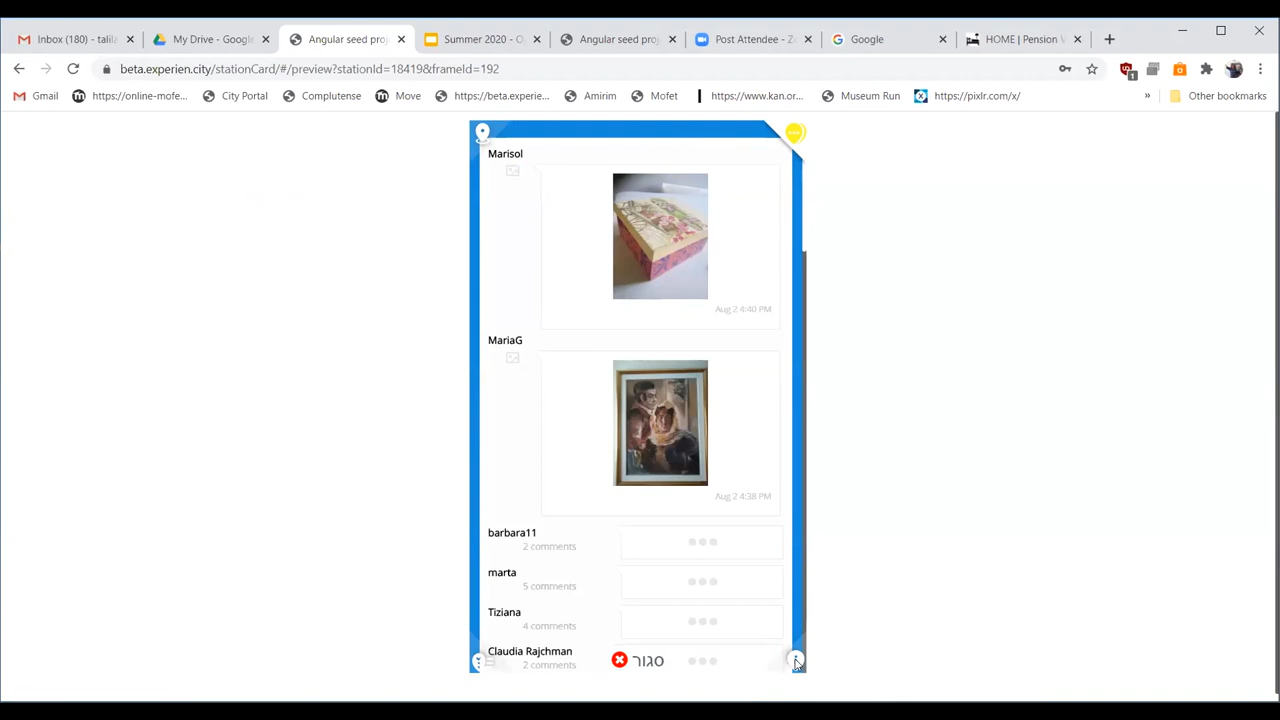 Inbox (180) - talila
My Drive - Google
Angular seed proj
Summer 2020 - O
Angular seed proj
Post Attendee - Z
Google
HOME | Pension V
beta.experien.city/stationCard/#/preview?stationId=18419&frameId=192
1
Gmail
https://online-mofe...
City Portal
Complutense
Move
https://beta.experie...
Amirim
Mofet
https://www.kan.or...
Museum Run
https://pixlr.com/x/
»
Other bookmarks
Marisol
Aug 2 4:40 PM
MariaG
Aug 2 4:38 PM
barbara11
2 comments
marta
5 comments
Tiziana
4 comments
Claudia Rajchman
2 comments
סגור